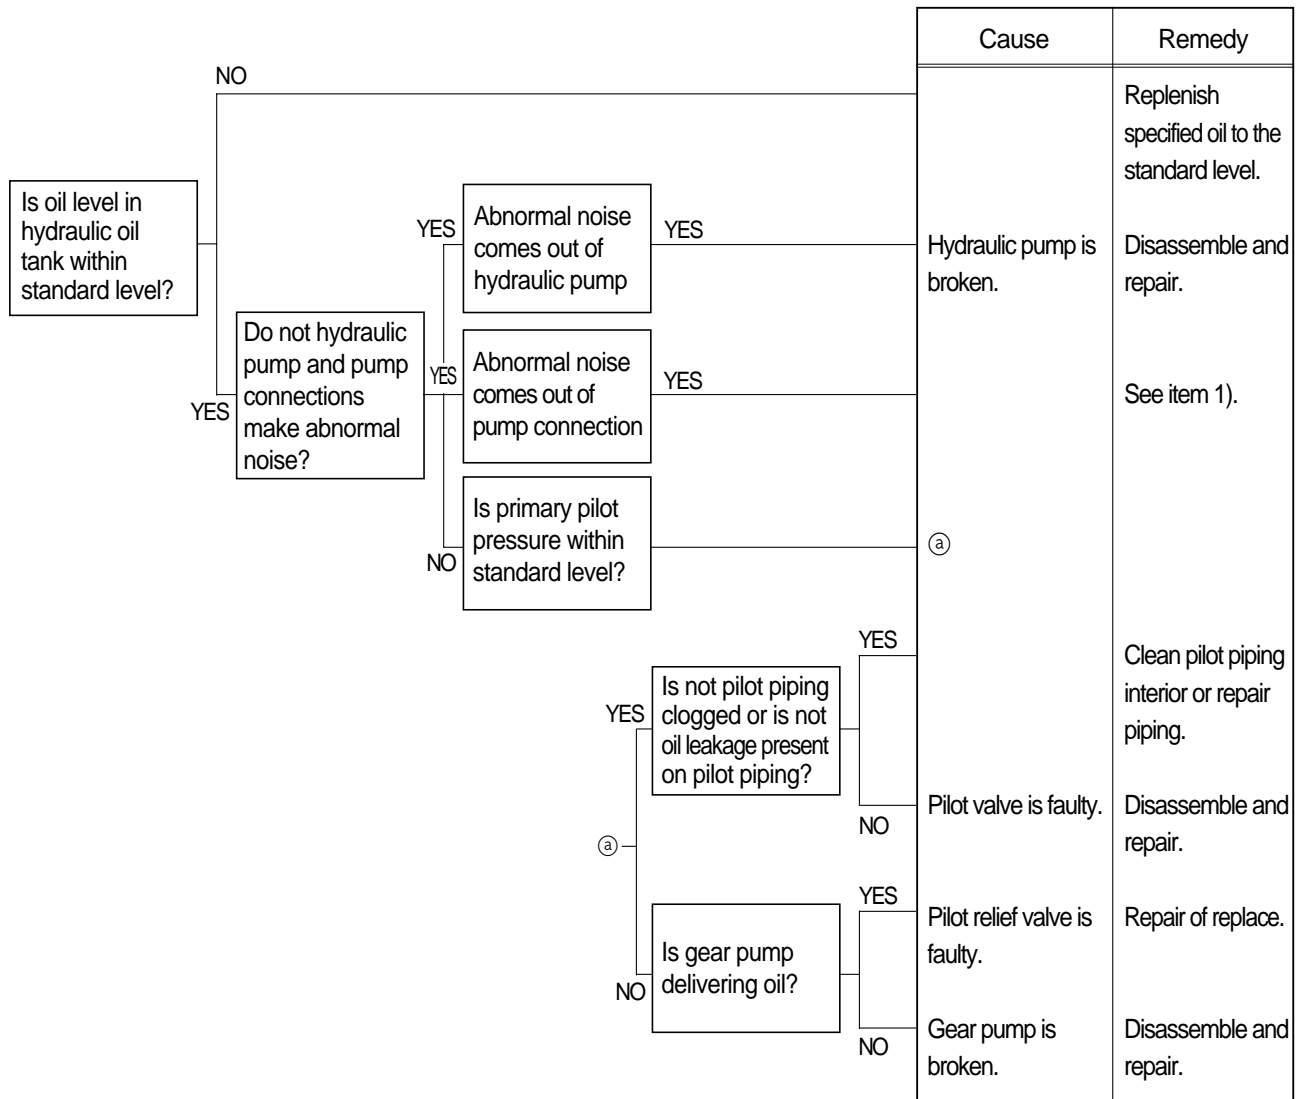 Cause
Remedy
NO
Replenish
specified oil to the
standard level.
Is oil level in
hydraulic oil
tank within
standard level?
YES
Abnormal noise
comes out of
hydraulic pump
YES
Hydraulic pump is
broken.
Disassemble and
repair.
YES
Do not hydraulic
pump and pump
connections
make abnormal
noise?
YES
Abnormal noise
comes out of
pump connection
YES
See item 1).
NO
Is primary pilot
pressure within
standard level?
ⓐ
ⓐ
YES
Is not pilot piping
clogged or is not
oil leakage present
on pilot piping?
YES
Clean pilot piping
interior or repair
piping.
NO
Pilot valve is faulty.
Disassemble and
repair.
NO
Is gear pump
delivering oil?
YES
Pilot relief valve is
faulty.
Repair of replace.
NO
Gear pump is
broken.
Disassemble and
repair.